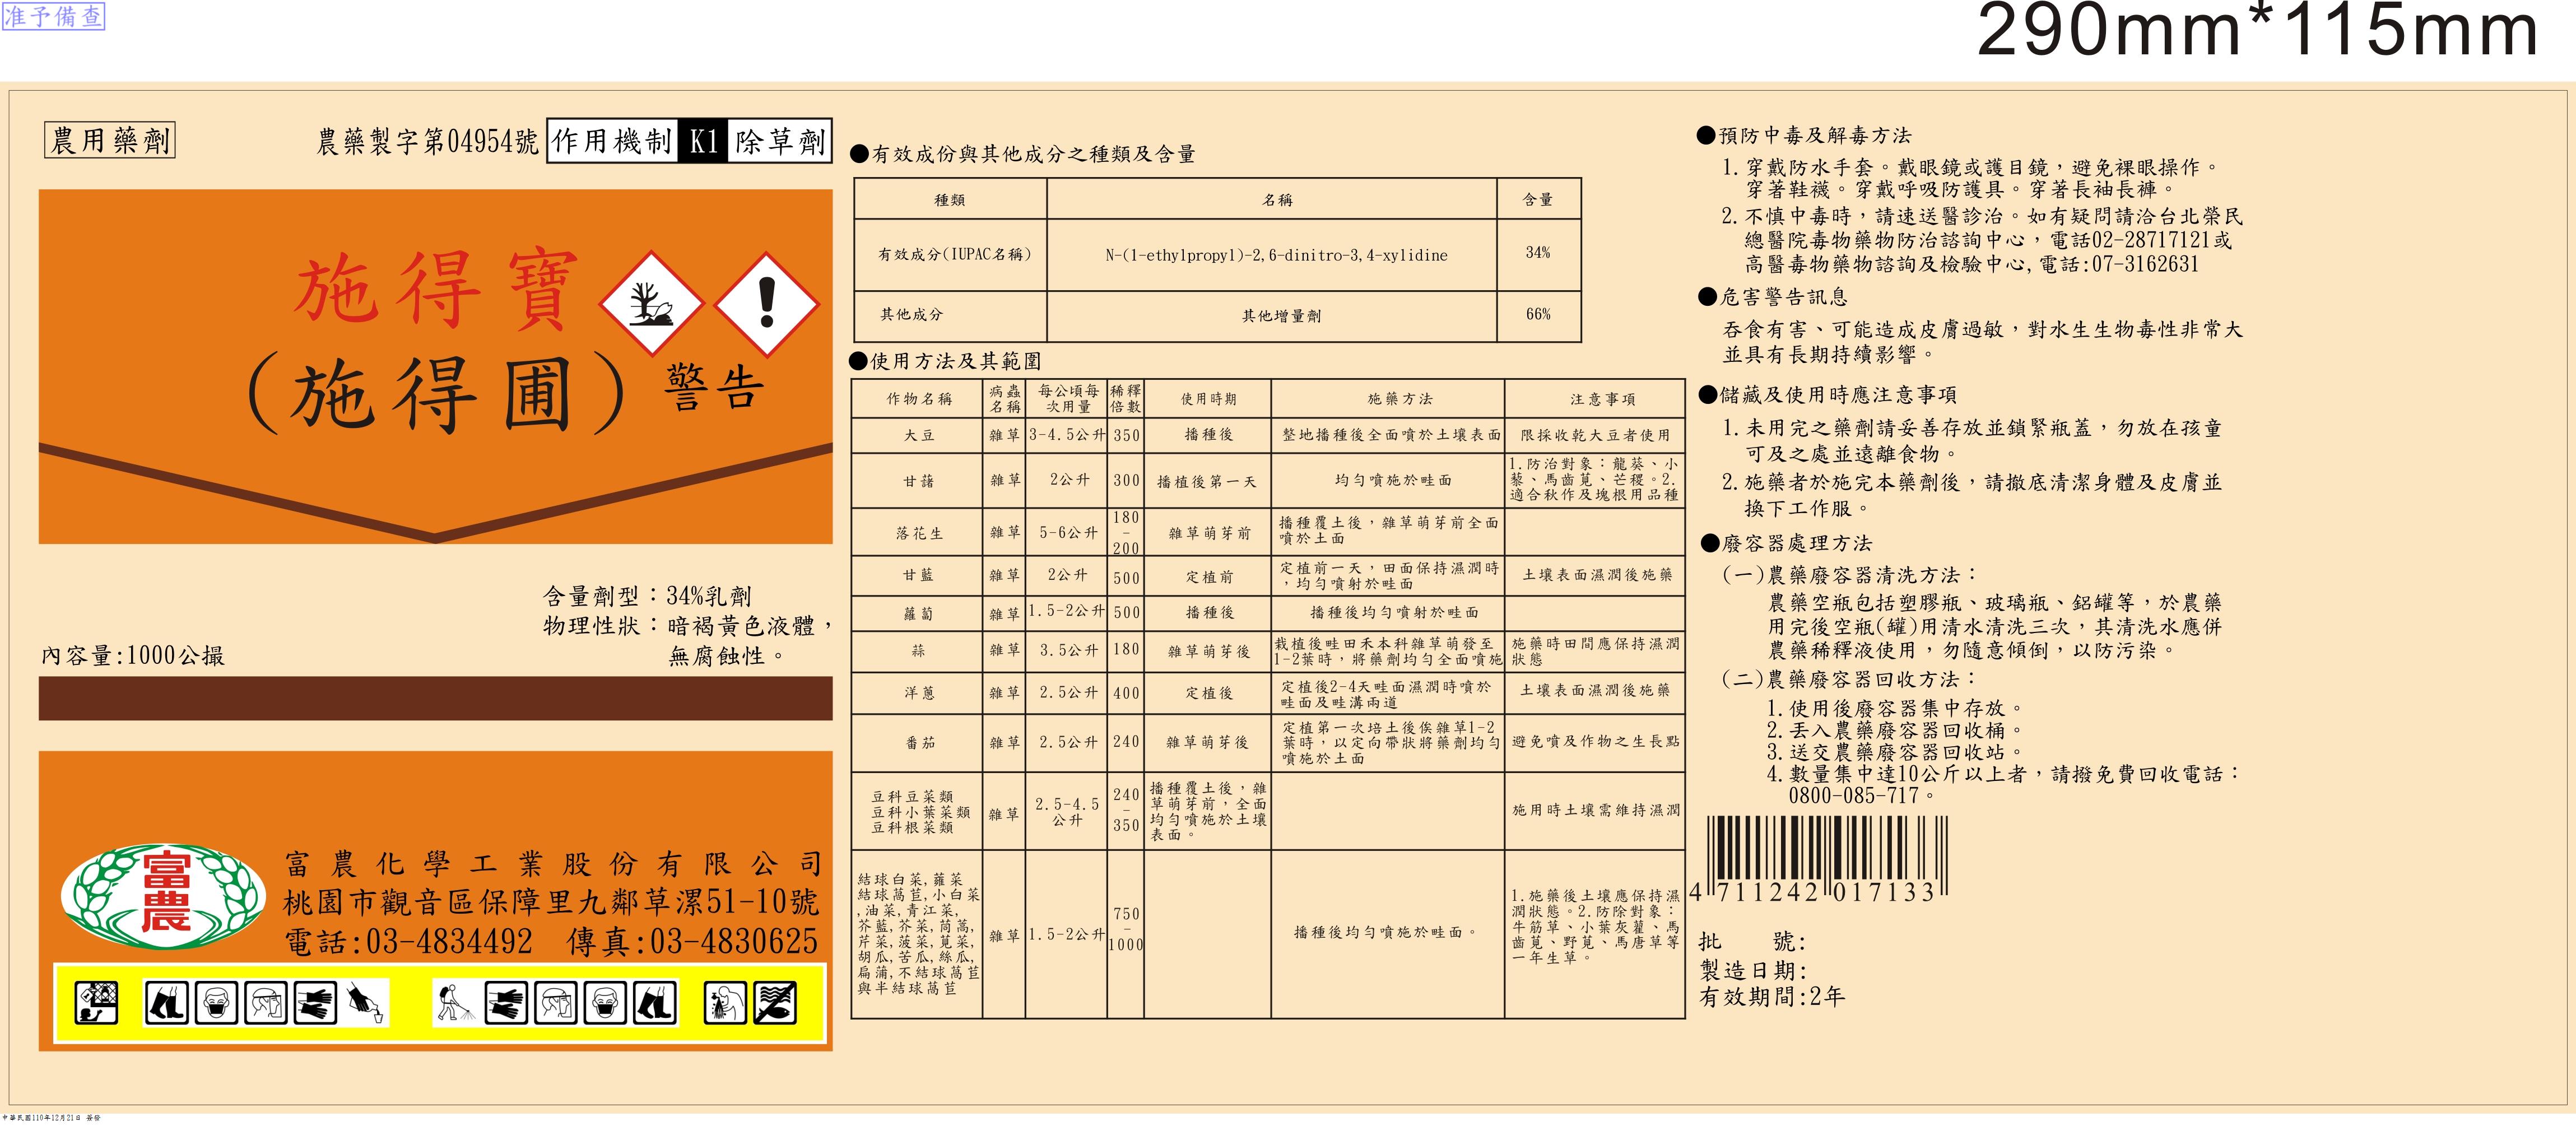 准予備查
290mm*115mm
農用藥劑
農藥製字第04954號 作用機制 K1 除草劑
施得寶
(施得圃) 警告
含量劑型：34%乳劑
物理性狀：暗褐黃色液體，
無腐蝕性。
內容量:1000公撮
富農
富農化學工業股份有限公司
桃園市觀音區保障里九鄰草漯51-10號
電話:03-4834492 傳真:03-4830625
●有效成份與其他成分之種類及含量
種類 名稱 含量
有效成分(IUPAC名稱) N-(1-ethylpropyl)-2,6-dinitro-3,4-xylidine 34%
其他成分 其他增量劑 66%
●使用方法及其範圍
作物名稱 病蟲名稱 每公頃每次用量 稀釋倍數 使用時期 施藥方法 注意事項
大豆 雜草 3-4.5公升 350 播種後 整地播種後全面噴於土壤表面 限採收乾大豆者使用
甘藷 雜草 2公升 300 播植後第一天 均勻噴施於畦面 1.防治對象：龍葵、小藜、馬齒莧、芒稷。2.適合秋作及塊根用品種
落花生 雜草 5-6公升 180-200 雜草萌芽前 播種覆土後，雜草萌芽前全面噴於土面
甘藍 雜草 2公升 500 定植前 定植前一天，田面保持濕潤時，均勻噴射於畦面 土壤表面濕潤後施藥
蘿蔔 雜草 1.5-2公升 500 播種後 播種後均勻噴射於畦面
蒜 雜草 3.5公升 180 雜草萌芽後 栽植後畦田禾本科雜草萌發至1-2葉時，將藥劑均勻全面噴施 施藥時田間應保持濕潤狀態
洋蔥 雜草 2.5公升 400 定植後 定植後2-4天畦面濕潤時噴於畦面及畦溝兩道 土壤表面濕潤後施藥
番茄 雜草 2.5公升 240 雜草萌芽後 定植第一次培土後俟雜草1-2葉時，以定向帶狀將藥劑均勻噴施於土面 避免噴及作物之生長點
豆科豆菜類 豆科小葉菜類 豆科根菜類 雜草 2.5-4.5公升 240-350 播種覆土後，雜草萌芽前，全面均勻噴施於土壤表面。 施用時土壤需維持濕潤
結球白菜,蕹菜
結球萵苣,小白菜
,油菜,青江菜,
芥藍,芥菜,茼蒿,
芹菜,菠菜,莧菜,
胡瓜,苦瓜,絲瓜,
扁蒲,不結球萵苣
與半結球萵苣 雜草 1.5-2公升 750-1000 播種後均勻噴施於畦面。 1.施藥後土壤應保持濕潤狀態。2.防除對象：牛筋草、小葉灰藋、馬齒莧、野莧、馬唐草等一年生草。
●預防中毒及解毒方法
1.穿戴防水手套。戴眼鏡或護目鏡，避免裸眼操作。
穿著鞋襪。穿戴呼吸防護具。穿著長袖長褲。
2.不慎中毒時，請速送醫診治。如有疑問請洽台北榮民
總醫院毒物藥物防治諮詢中心，電話02-28717121或
高醫毒物藥物諮詢及檢驗中心,電話:07-3162631
●危害警告訊息
吞食有害、可能造成皮膚過敏，對水生生物毒性非常大
並具有長期持續影響。
●儲藏及使用時應注意事項
1.未用完之藥劑請妥善存放並鎖緊瓶蓋，勿放在孩童
可及之處並遠離食物。
2.施藥者於施完本藥劑後，請撤底清潔身體及皮膚並
換下工作服。
●廢容器處理方法
(一)農藥廢容器清洗方法：
農藥空瓶包括塑膠瓶、玻璃瓶、鋁罐等，於農藥
用完後空瓶(罐)用清水清洗三次，其清洗水應併
農藥稀釋液使用，勿隨意傾倒，以防污染。
(二)農藥廢容器回收方法：
1.使用後廢容器集中存放。
2.丟入農藥廢容器回收桶。
3.送交農藥廢容器回收站。
4.數量集中達10公斤以上者，請撥免費回收電話：
0800-085-717。
4 711242 017133
批 號:
製造日期:
有效期間:2年
中華民國110年12月21日 簽發